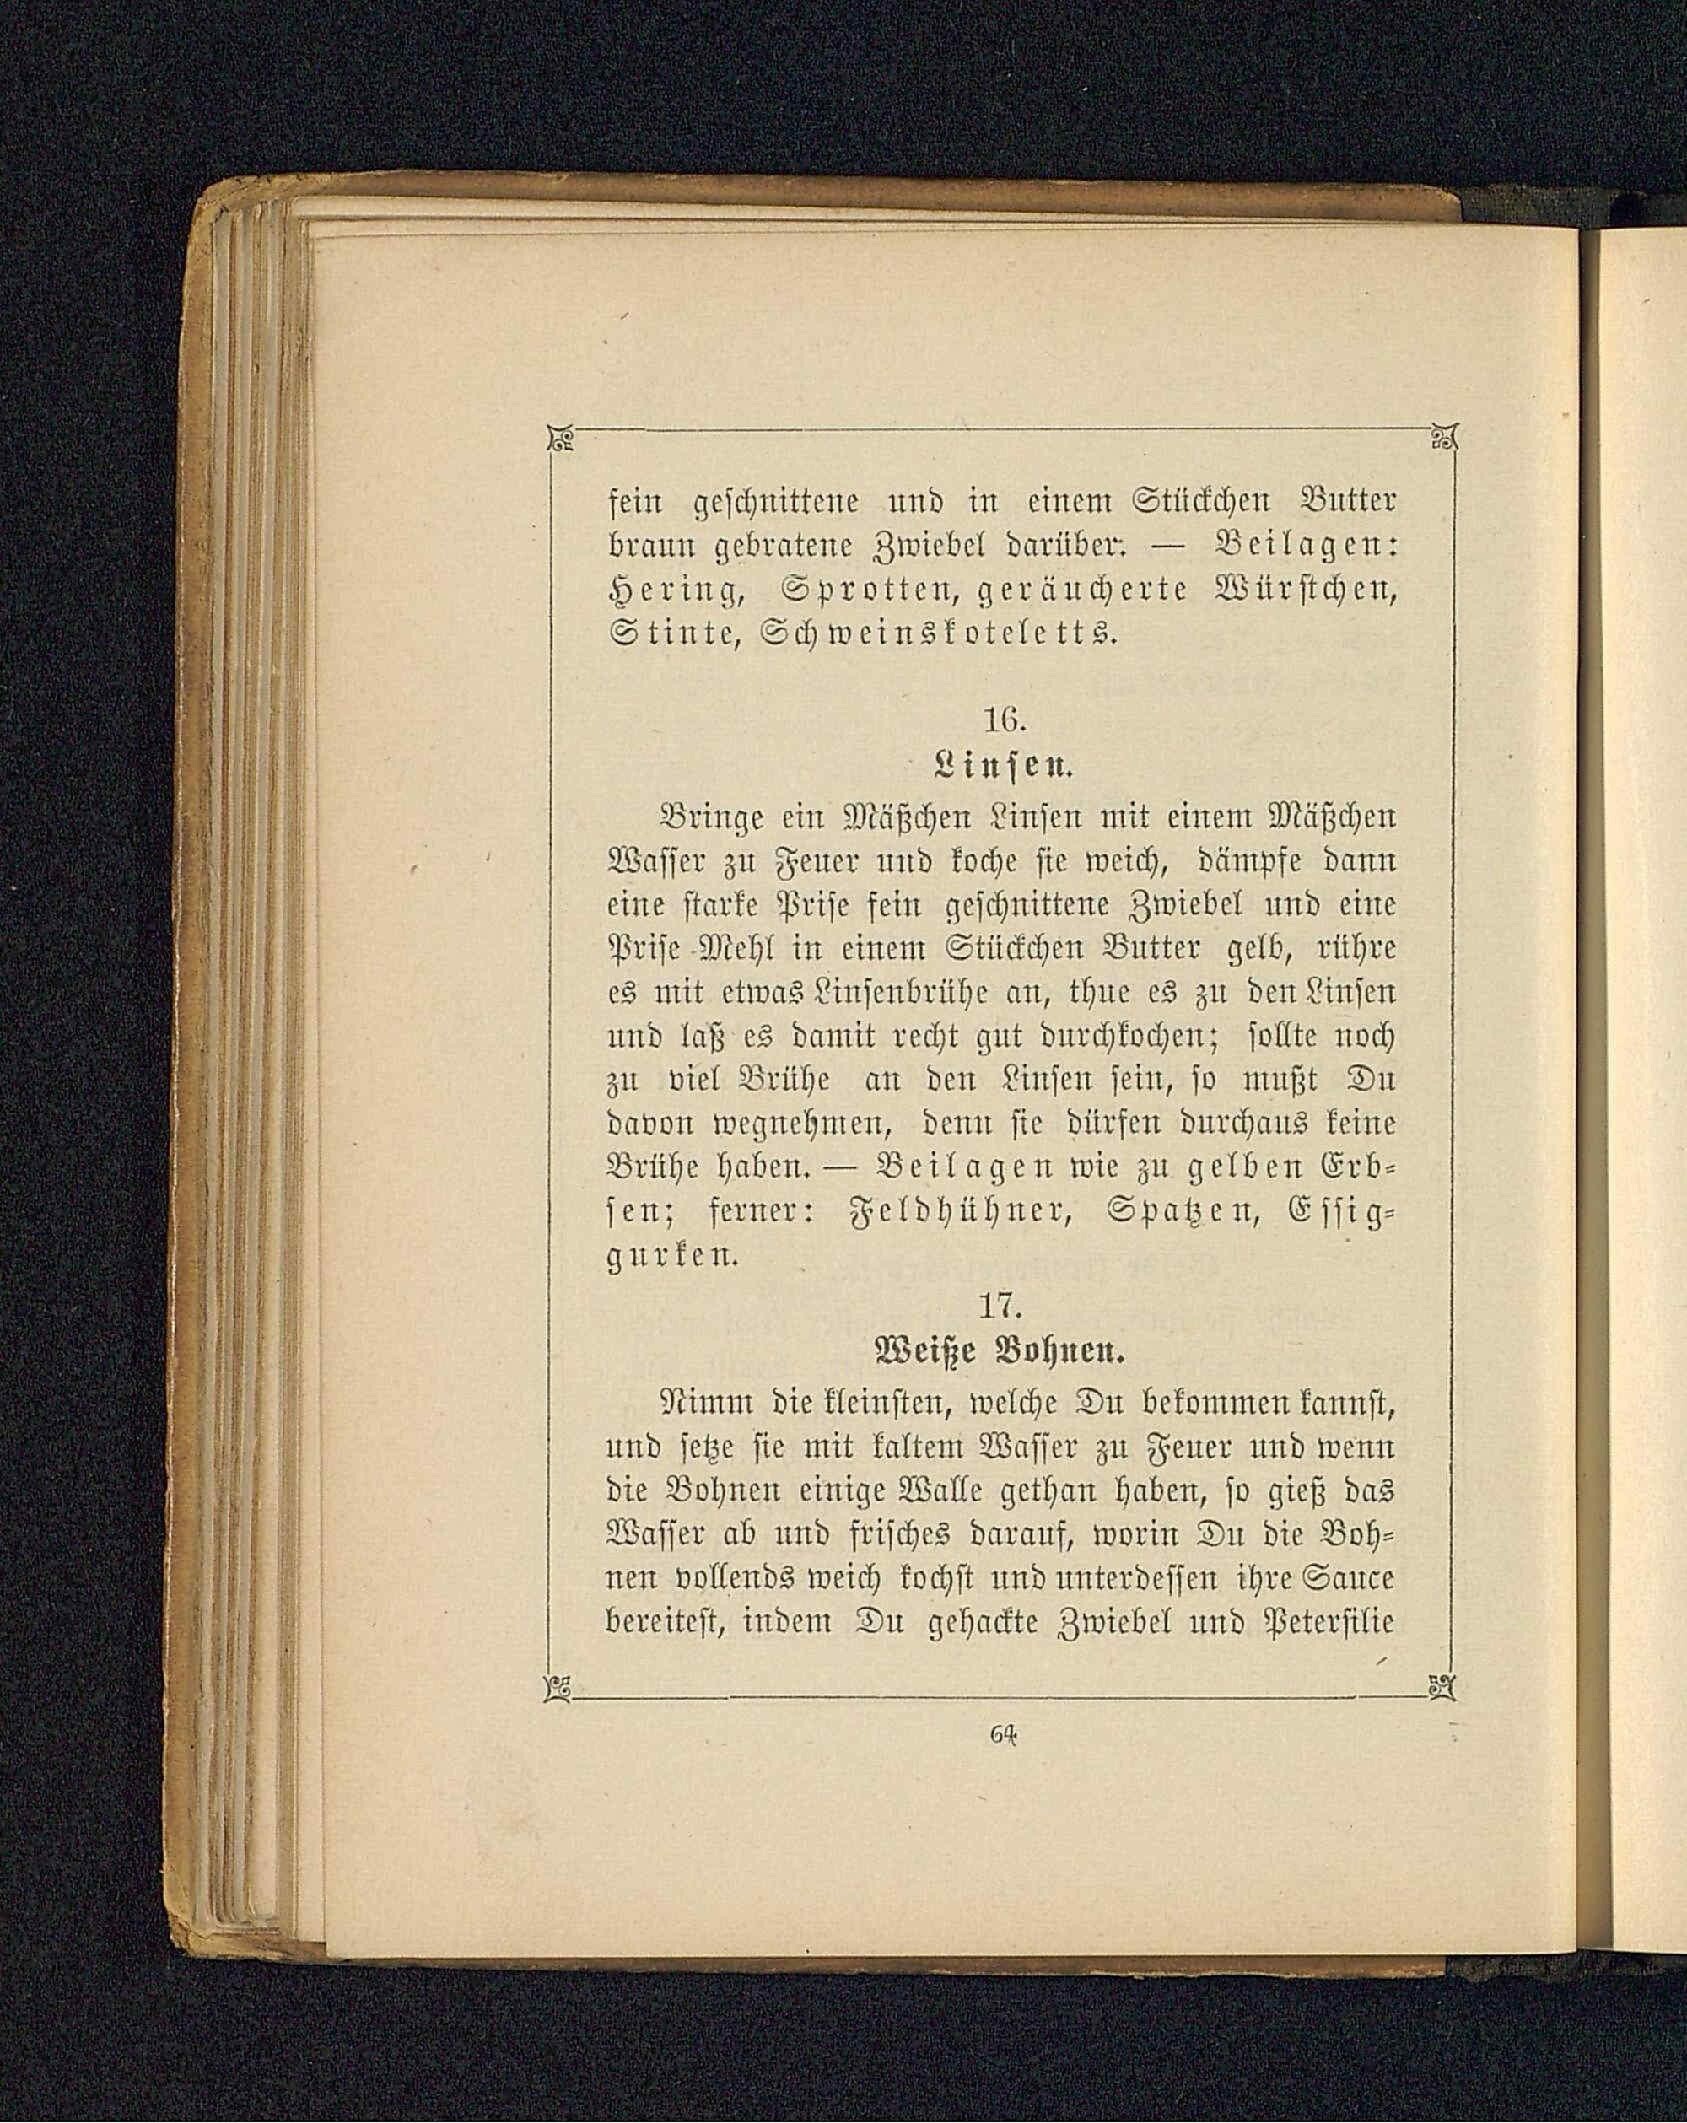 fein geschnittene und in einem Stückchen Butter
braun gebratene Zwiebel darüber. — Beilagen:
Hering, Sprotten, geräucherte Würstchen,
Stinte, Schweinskoteletts.
16.
Linsen.
Bringe ein Mäßchen Linsen mit einem Mäßchen
Wasser zu Feuer und koche sie weich, dämpfe dann
eine starke Prise fein geschnittene Zwiebel und eine
Prise Mehl in einem Stückchen Butter gelb, rühre
es mit etwas Linsenbrühe an, thue es zu den Linsen
und laß es damit recht gut durchkochen; sollte noch
zu viel Brühe an den Linsen sein, so mußt Du
davon wegnehmen, denn sie dürfen durchaus keine
Brühe haben. — Beilagen wie zu gelben Erb-
sen; ferner: Feldhühner, Spatzen, Essig-
gurken.
17.
Weiße Bohnen.
Nimm die kleinsten, welche Du bekommen kannst,
und setze sie mit kaltem Wasser zu Feuer und wenn
die Bohnen einige Walle gethan haben, so gieß das
Wasser ab und frisches darauf, worin Du die Boh-
nen vollends weich kochst und unterdessen ihre Sauce
bereitest, indem Du gehackte Zwiebel und Petersilie
64